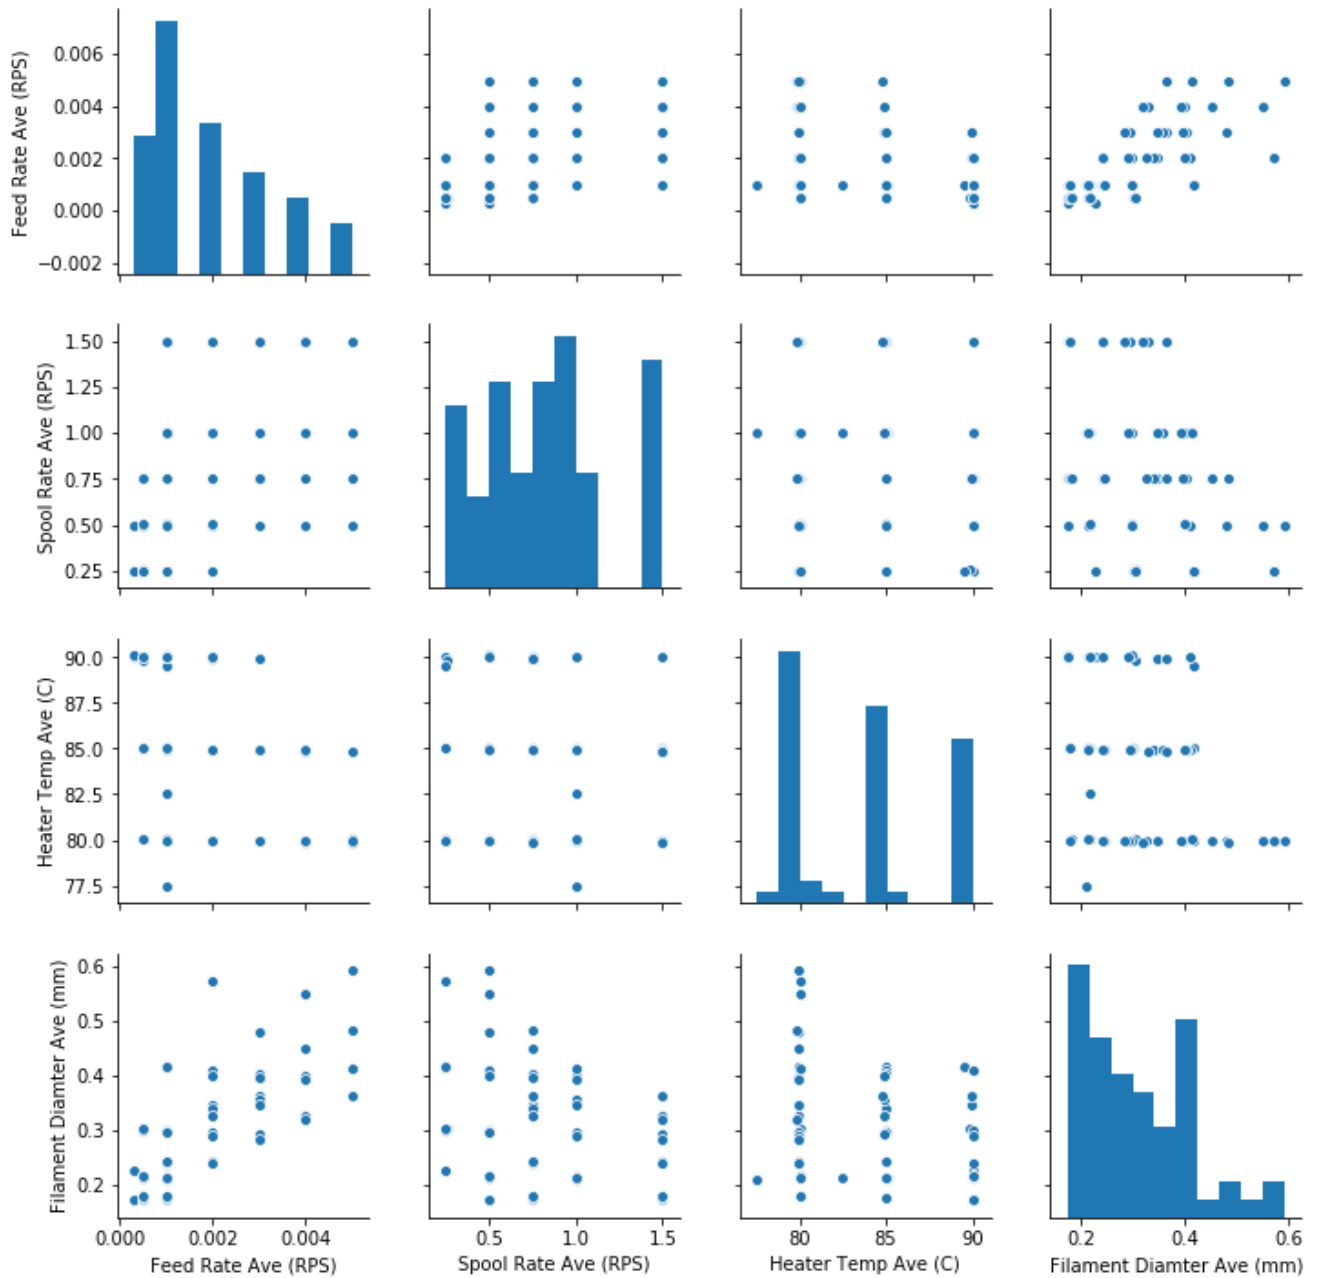 Feed Rate Ave (RPS)
0.006
0.004
0.002
0.000
−0.002
Spool Rate Ave (RPS)
1.50
1.25
1.00
0.75
0.50
0.25
Heater Temp Ave (C)
90.0
87.5
85.0
82.5
80.0
77.5
Filament Diamter Ave (mm)
0.6
0.5
0.4
0.3
0.2
0.000 0.002 0.004
Feed Rate Ave (RPS)
0.5 1.0 1.5
Spool Rate Ave (RPS)
80 85 90
Heater Temp Ave (C)
0.2 0.4 0.6
Filament Diamter Ave (mm)